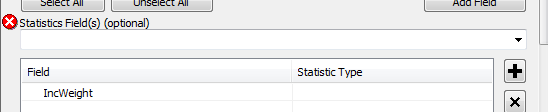 Select All Unselect All Add Field
Statistics Field(s) (optional)
Field Statistic Type
IncWeight